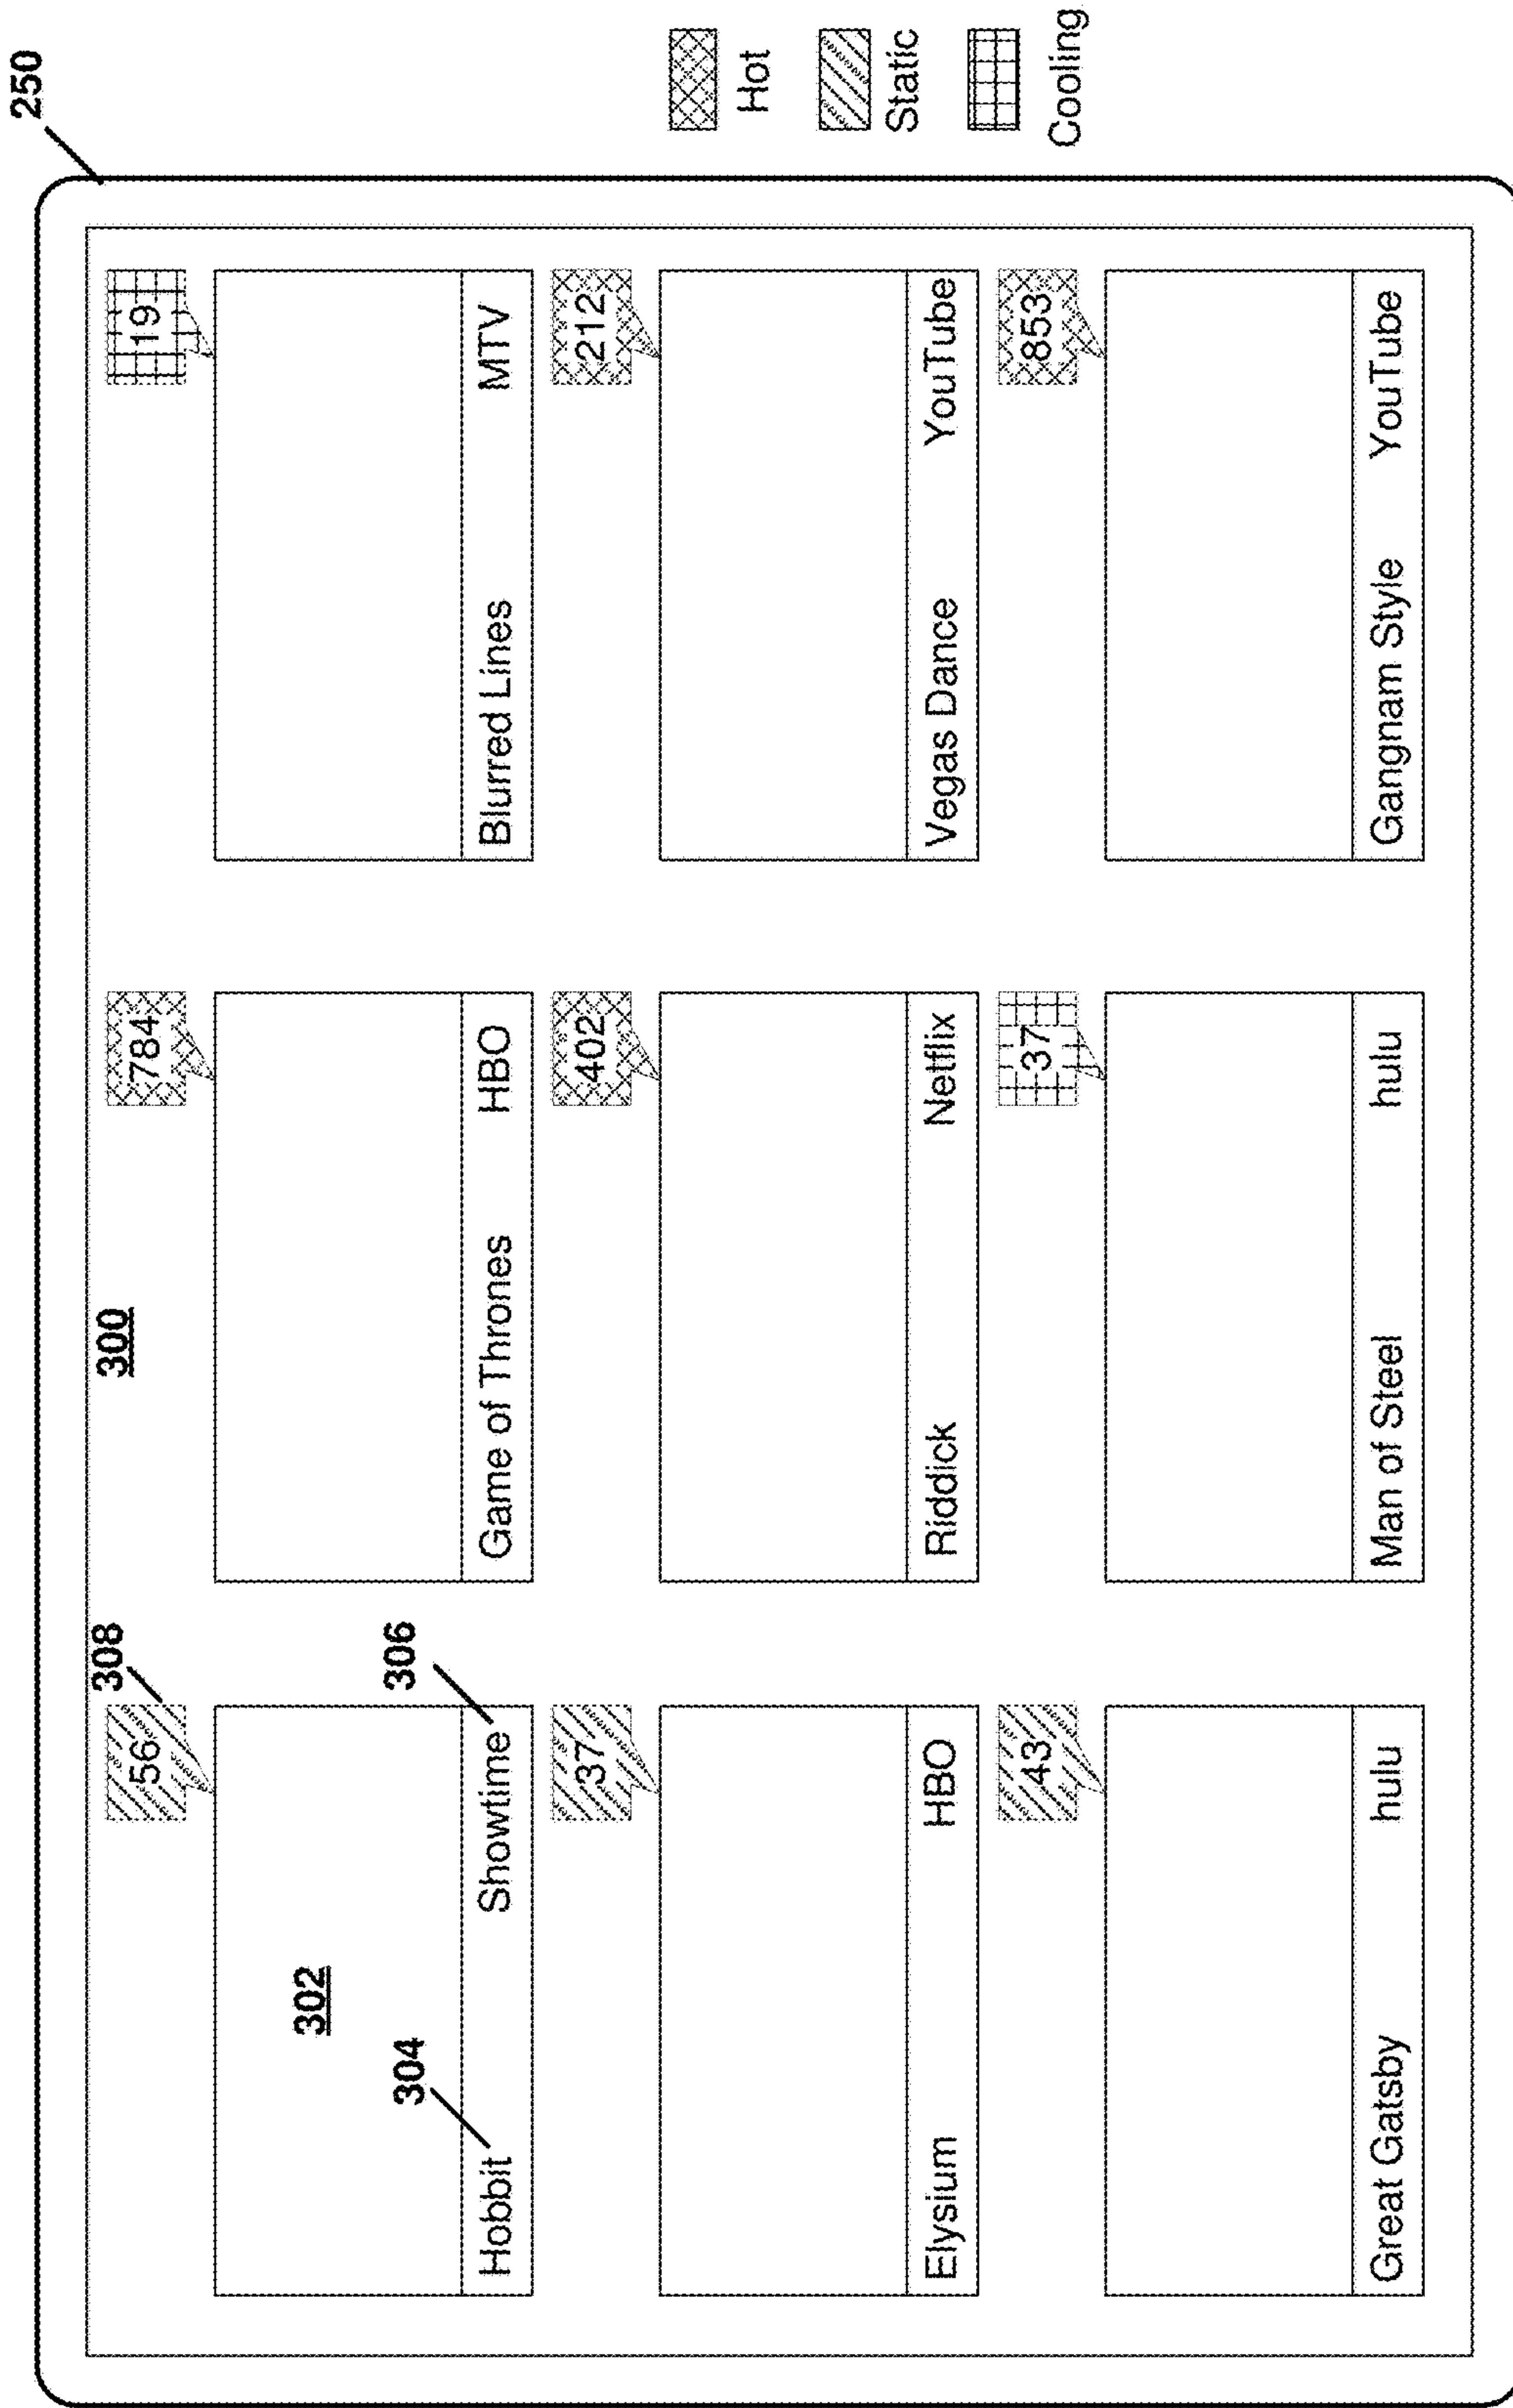 250
300
308
56
784
19
302
304
306
Hobbit Showtime
Game of Thrones HBO
Blurred Lines MTV
37
402
212
Elysium HBO
Riddick Netflix
Vegas Dance YouTube
43
37
853
Great Gatsby hulu
Man of Steel hulu
Gangnam Style YouTube
Hot
Static
Cooling